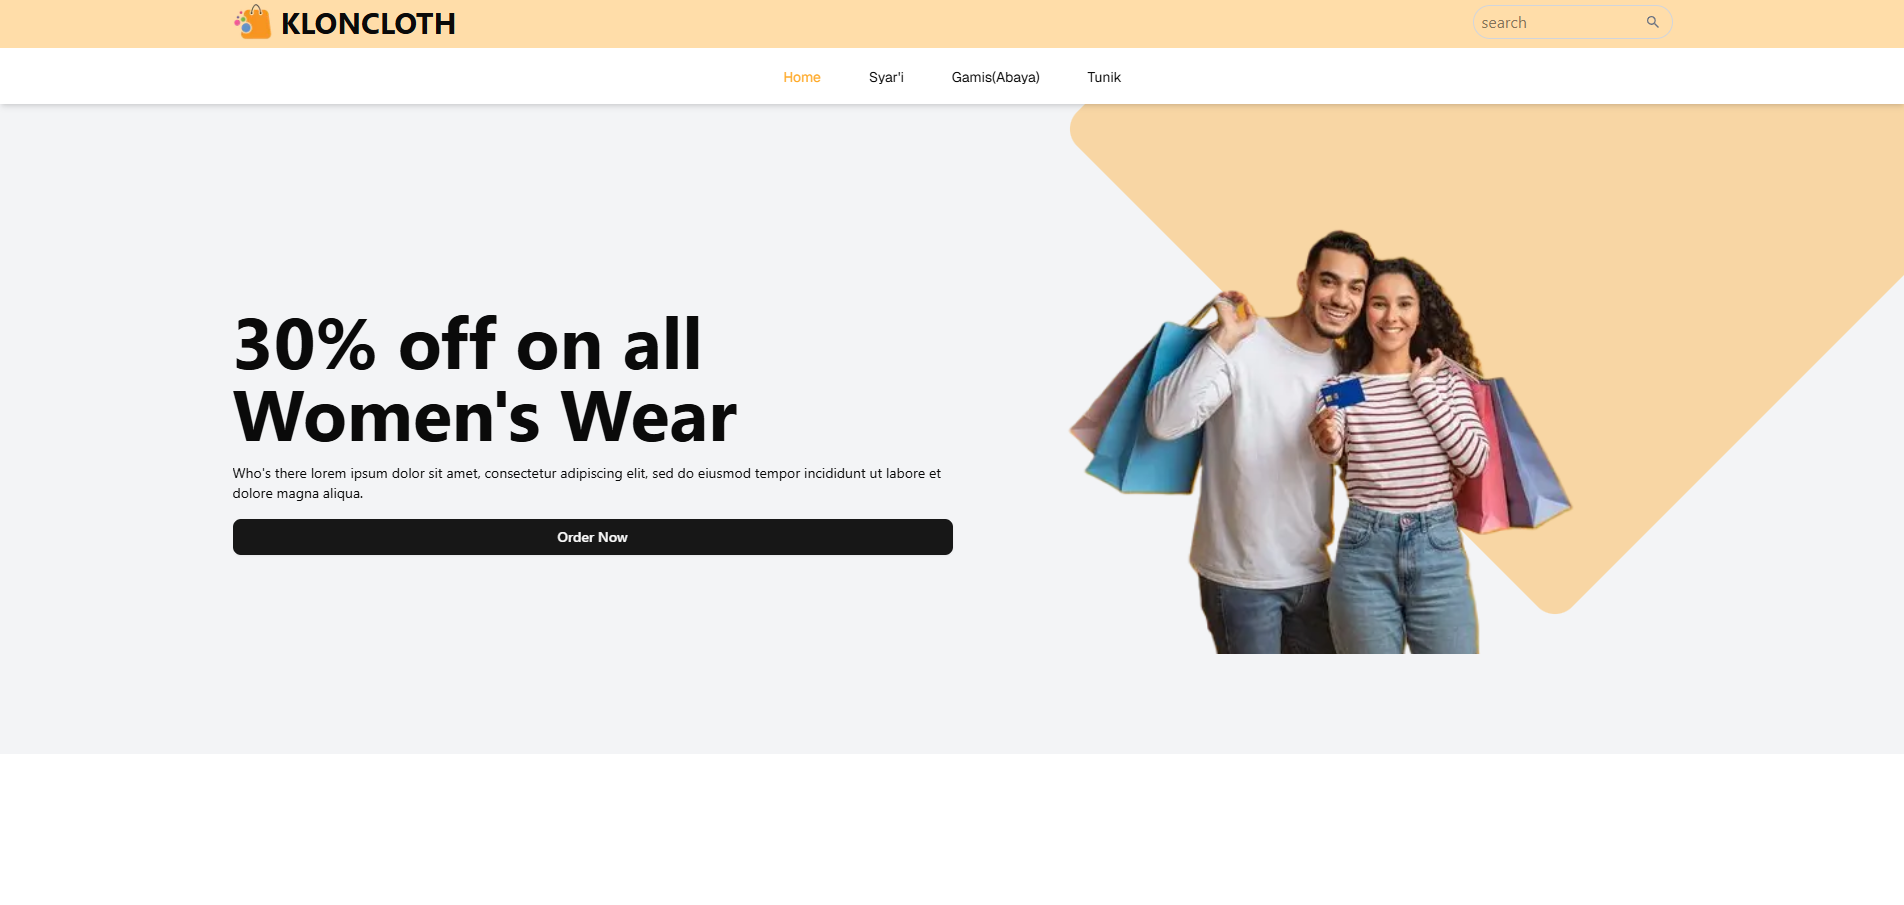 KLONCLOTH
search
Home
Syar'i
Gamis(Abaya)
Tunik
30% off on all
Women's Wear
Who's there lorem ipsum dolor sit amet, consectetur adipiscing elit, sed do eiusmod tempor incididunt ut labore et
dolore magna aliqua.
Order Now